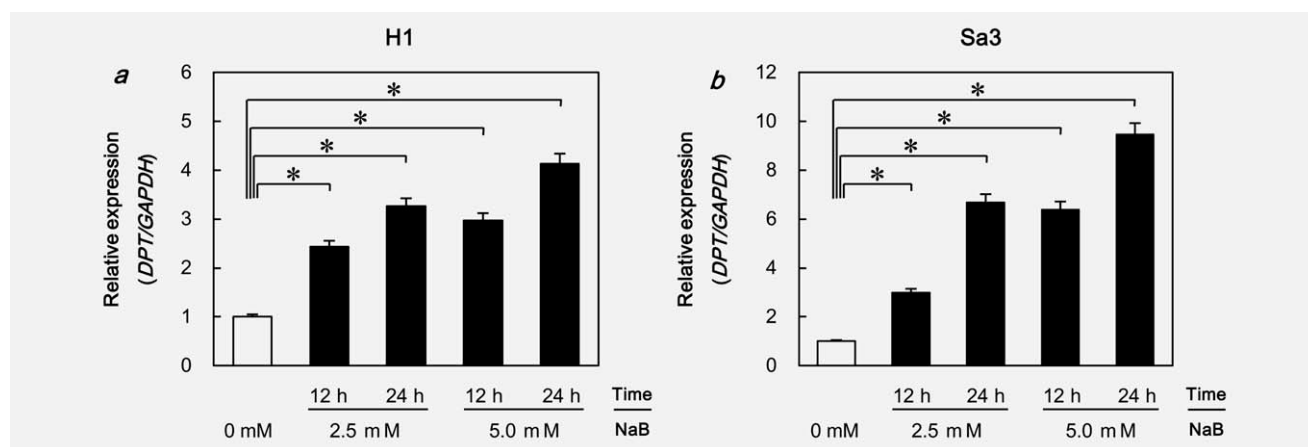 H1
a
Relative expression
(DPT/GAPDH)
6
5
4
3
2
1
0
*
*
*
*
12 h 24 h 12 h 24 h Time
0 mM 2.5 mM 5.0 mM NaB
Sa3
b
Relative expression
(DPT/GAPDH)
12
10
8
6
4
2
0
*
*
*
*
12 h 24 h 12 h 24 h Time
0 mM 2.5 mM 5.0 mM NaB